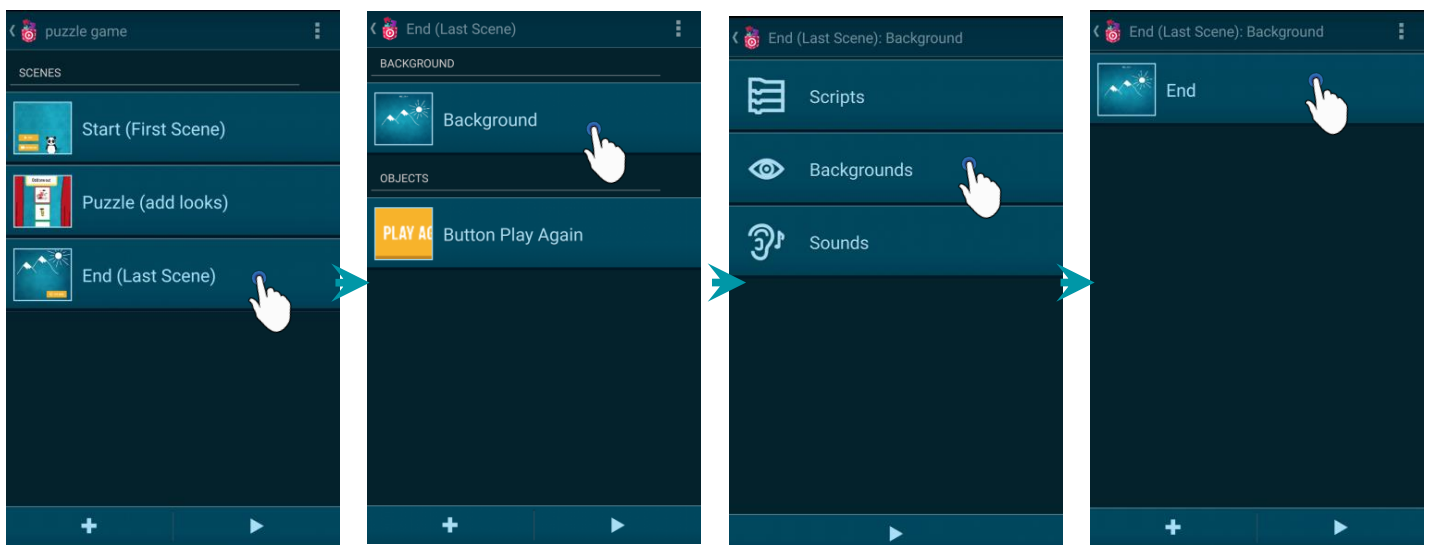 puzzle game
SCENES
Start (First Scene)
Puzzle (add looks)
End (Last Scene)
End (Last Scene)
BACKGROUND
Background
OBJECTS
PLAY AG
Button Play Again
End (Last Scene): Background
Scripts
Backgrounds
Sounds
End (Last Scene): Background
End